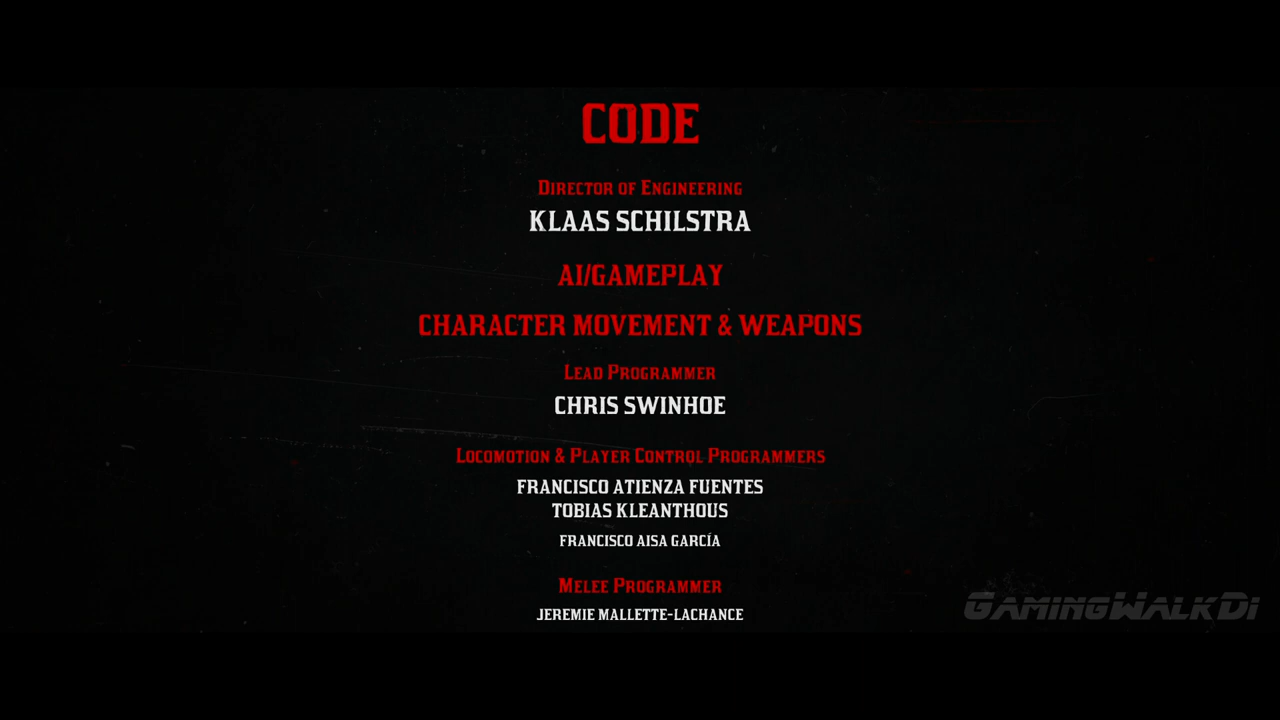 CODE
DIRECTOR OF ENGINEERING
KLAAS SCHILSTRA
AI/GAMEPLAY
CHARACTER MOVEMENT & WEAPONS
LEAD PROGRAMMER
CHRIS SWINHOE
LOCOMOTION & PLAYER CONTROL PROGRAMMERS
FRANCISCO ATIENZA FUENTES
TOBIAS KLEANTHOUS
FRANCISCO AISA GARCÍA
MELEE PROGRAMMER
JEREMIE MALLETTE-LACHANCE
GAMINGWALKDI